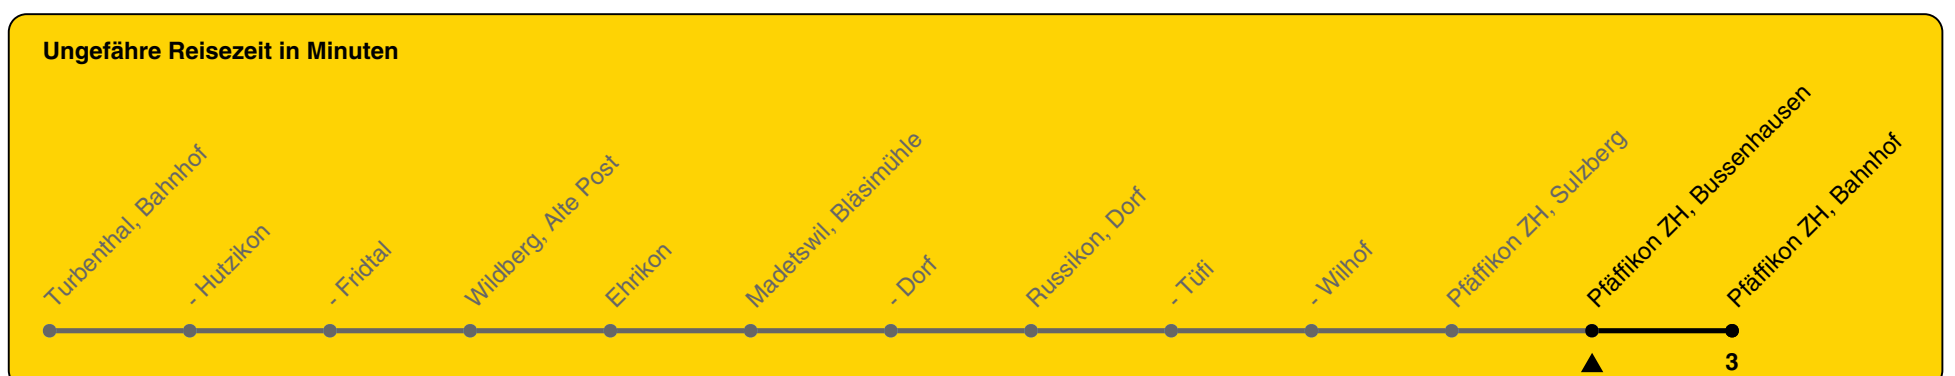 Ungefähre Reisezeit in Minuten
Turbenthal, Bahnhof
- Hutzikon
- Fridtal
Wildberg, Alte Post
Ehrikon
Madetswil, Bläsimühle
- Dorf
Russikon, Dorf
- Tüfi
- Wilhof
Pfäffikon ZH, Sulzberg
Pfäffikon ZH, Bussenhausen
Pfäffikon ZH, Bahnhof
3